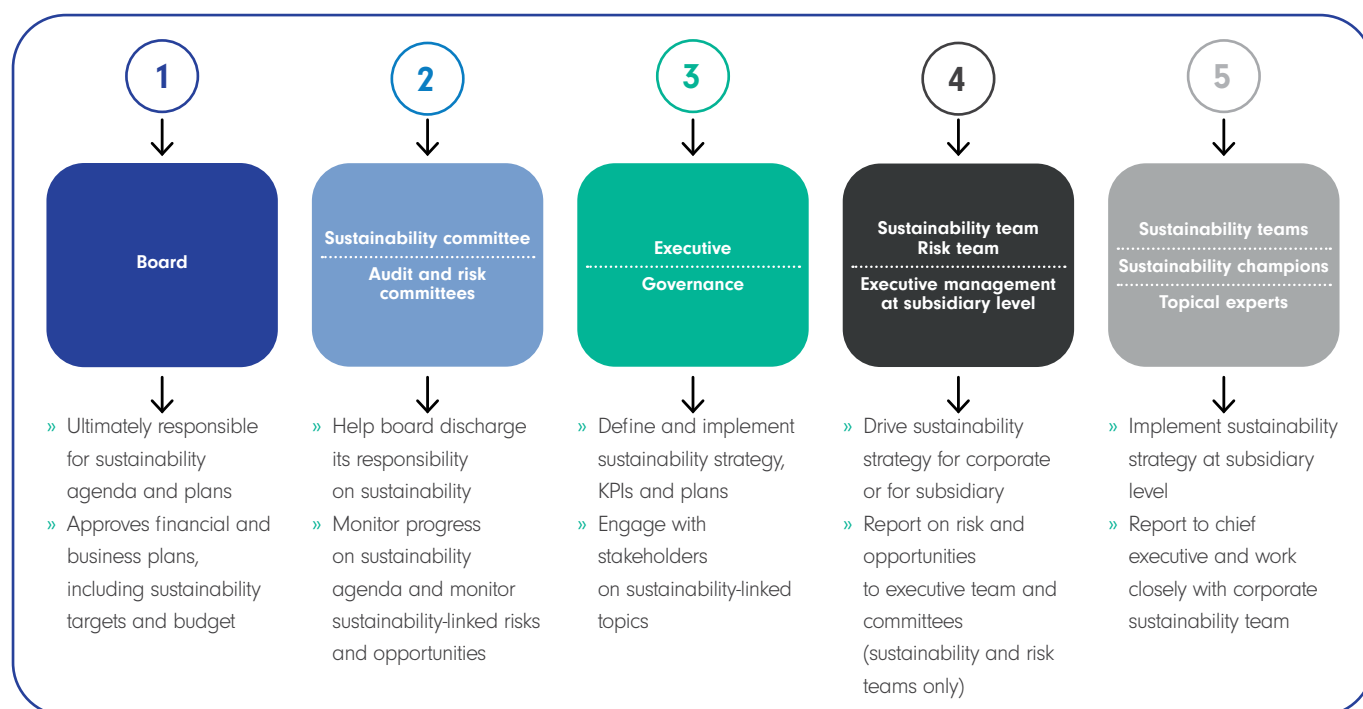 1
Board
» Ultimately responsible
for sustainability
agenda and plans
» Approves financial and
business plans,
including sustainability
targets and budget
2
Sustainability committee
Audit and risk
committees
» Help board discharge
its responsibility
on sustainability
» Monitor progress
on sustainability
agenda and monitor
sustainability-linked risks
and opportunities
3
Executive
Governance
» Define and implement
sustainability strategy,
KPIs and plans
» Engage with
stakeholders
on sustainability-linked
topics
4
Sustainability team
Risk team
Executive management
at subsidiary level
» Drive sustainability
strategy for corporate
or for subsidiary
» Report on risk and
opportunities
to executive team and
committees
(sustainability and risk
teams only)
5
Sustainability teams
Sustainability champions
Topical experts
» Implement sustainability
strategy at subsidiary
level
» Report to chief
executive and work
closely with corporate
sustainability team